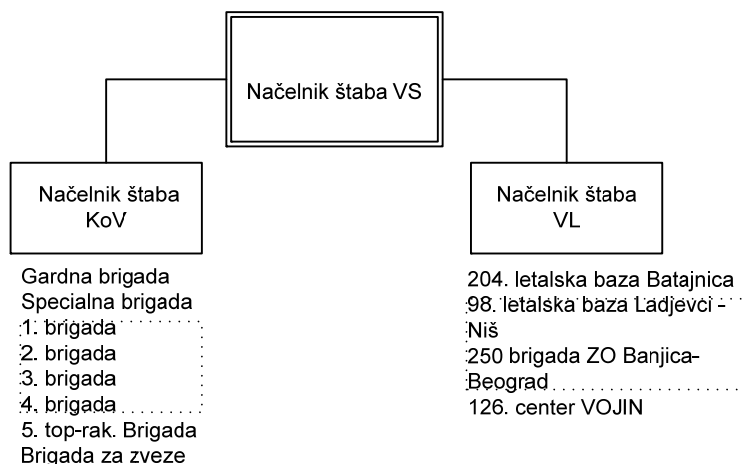 Načelnik štaba VS
Načelnik štaba
KoV
Načelnik štaba
VL
Gardna brigada
Specialna brigada
1. brigada
2. brigada
3. brigada
4. brigada
5. top-rak. Brigada
Brigada za zveze
204. letalska baza Batajnica
98. letalska baza Ladjevci -
Niš
250 brigada ZO Banjica-
Beograd
126. center VOJIN